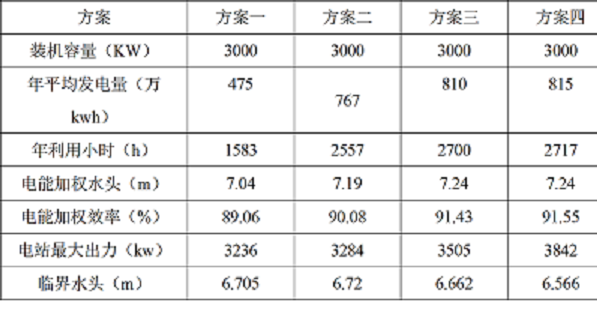 方案 方案一 方案二 方案三 方案四
装机容量（KW） 3000 3000 3000 3000
年平均发电量（万 475 767 810 815
kwh）
年利用小时（h） 1583 2557 2700 2717
电能加权水头（m） 7.04 7.19 7.24 7.24
电能加权效率（%） 89.06 90.08 91.43 91.55
电站最大出力（kw） 3236 3284 3505 3842
临界水头（m） 6.705 6.72 6.662 6.566